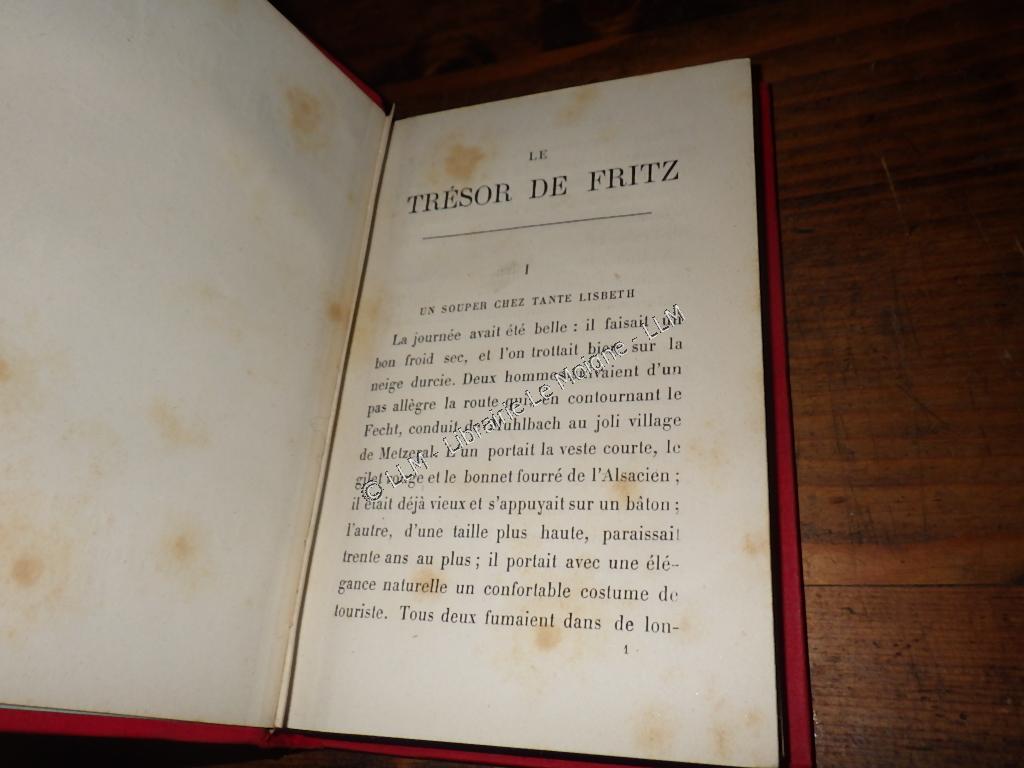 LE
TRÉSOR DE FRITZ
I
UN SOUPER CHEZ TANTE LISBETH
La journée avait été belle : il faisait un
bon froid sec, et l'on trottait bien sur la
neige durcie. Deux hommes suivaient d'un
pas allègre la route qui, en contournant le
Fecht, conduit de Muhlbach au joli village
de Metzeral. L'un portait la veste courte, le
gilet rouge et le bonnet fourré de l'Alsacien ;
il était déjà vieux et s'appuyait sur un bâton ;
l'autre, d'une taille plus haute, paraissait
trente ans au plus ; il portait avec une élé-
gance naturelle un confortable costume de
touriste. Tous deux fumaient dans de lon-
1
© LLM - Librairie Le Moigne - LLM